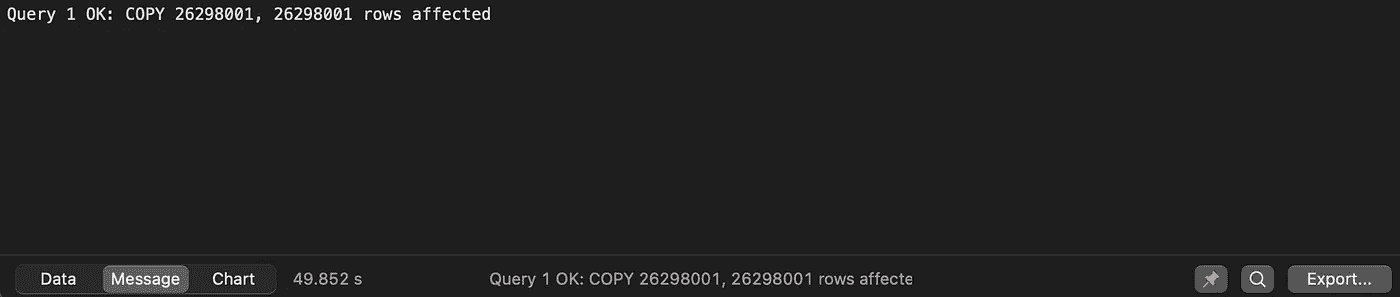 Query 1 OK: COPY 26298001, 26298001 rows affected
Data Message Chart 49.852 s Query 1 OK: COPY 26298001, 26298001 rows affecte Export...